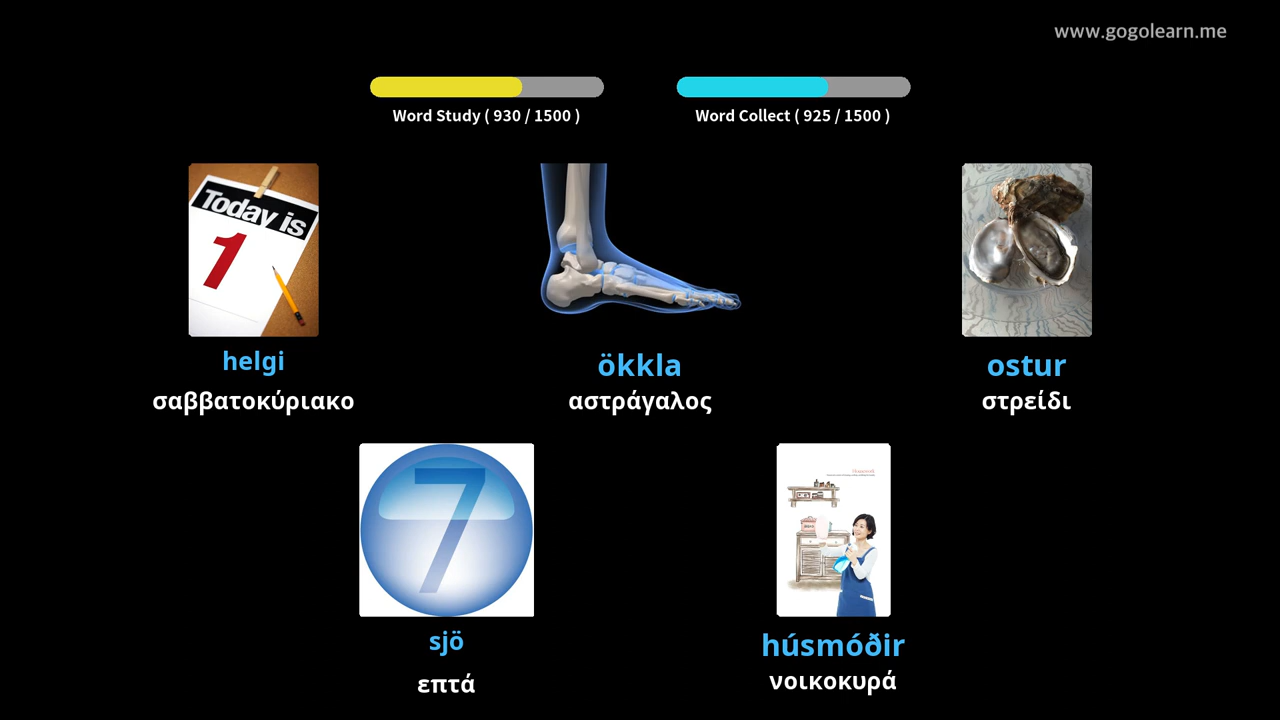 www.gogolearn.me
Word Study ( 930 / 1500 )
Word Collect ( 925 / 1500 )
Today is
1
helgi
σαββατοκύριακο
ökkla
αστράγαλος
ostur
στρείδι
7
sjö
επτά
húsmóðir
νοικοκυρά